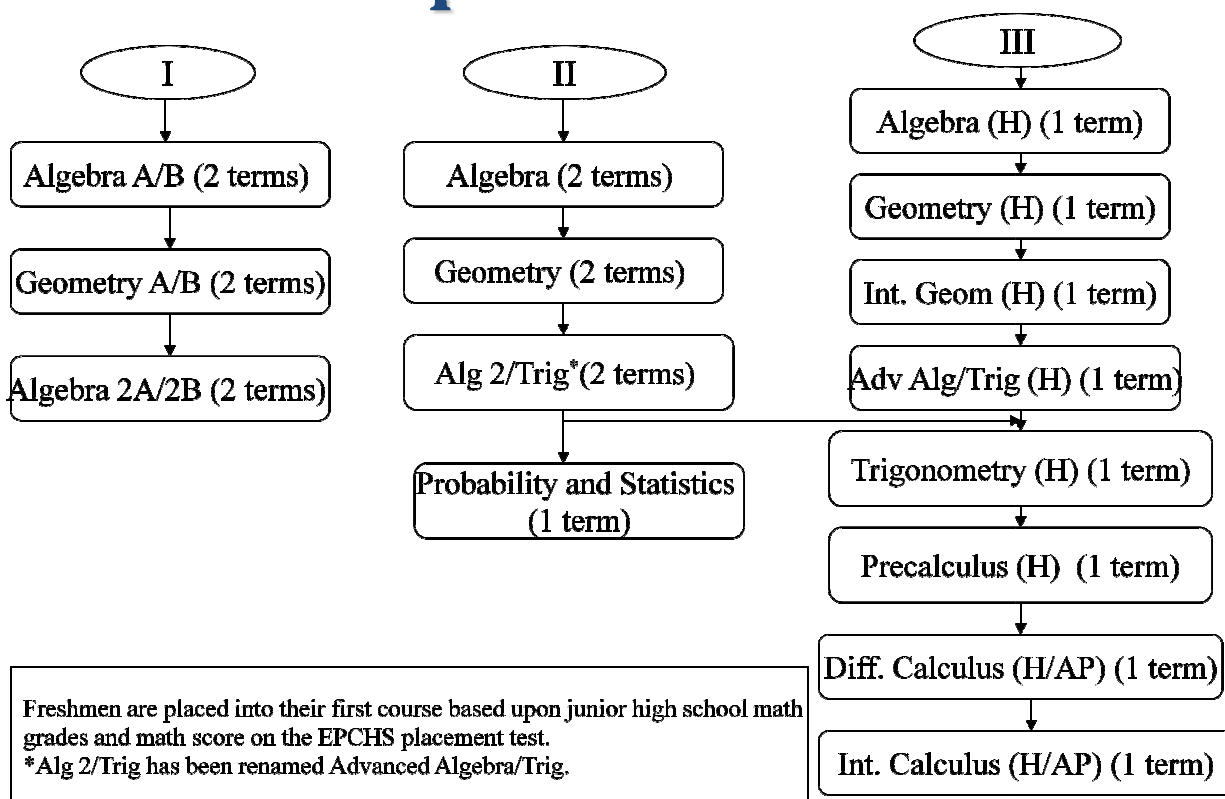 I
Algebra A/B (2 terms)
Geometry A/B (2 terms)
Algebra 2A/2B (2 terms)
II
Algebra (2 terms)
Geometry (2 terms)
Alg 2/Trig*(2 terms)
Probability and Statistics
(1 term)
III
Algebra (H) (1 term)
Geometry (H) (1 term)
Int. Geom (H) (1 term)
Adv Alg/Trig (H) (1 term)
Trigonometry (H) (1 term)
Precalculus (H) (1 term)
Diff. Calculus (H/AP) (1 term)
Int. Calculus (H/AP) (1 term)
Freshmen are placed into their first course based upon junior high school math
grades and math score on the EPCHS placement test.
*Alg 2/Trig has been renamed Advanced Algebra/Trig.